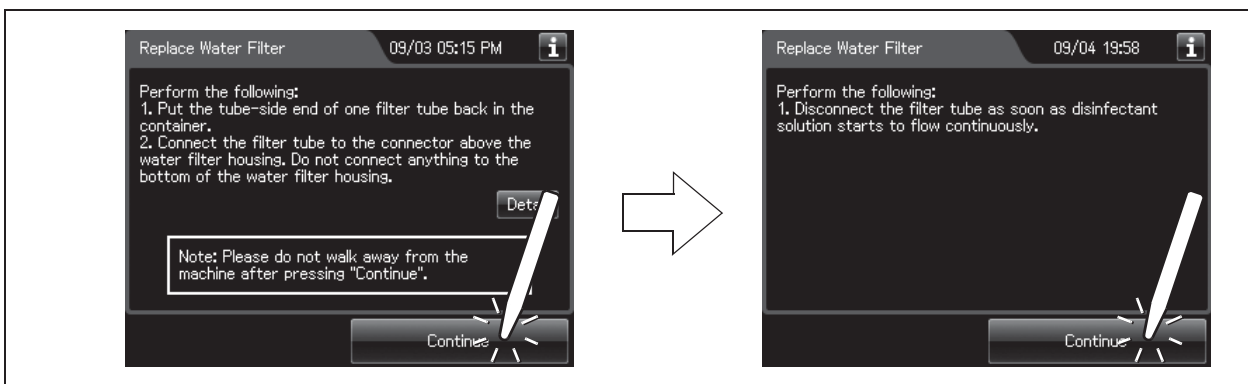 Replace Water Filter
09/03 05:15 PM
i
Perform the following:
1. Put the tube-side end of one filter tube back in the
container.
2. Connect the filter tube to the connector above the
water filter housing. Do not connect anything to the
bottom of the water filter housing.
Note: Please do not walk away from the
machine after pressing "Continue".
Continue
Replace Water Filter
09/04 19:58
i
Perform the following:
1. Disconnect the filter tube as soon as disinfectant
solution starts to flow continuously.
Continue